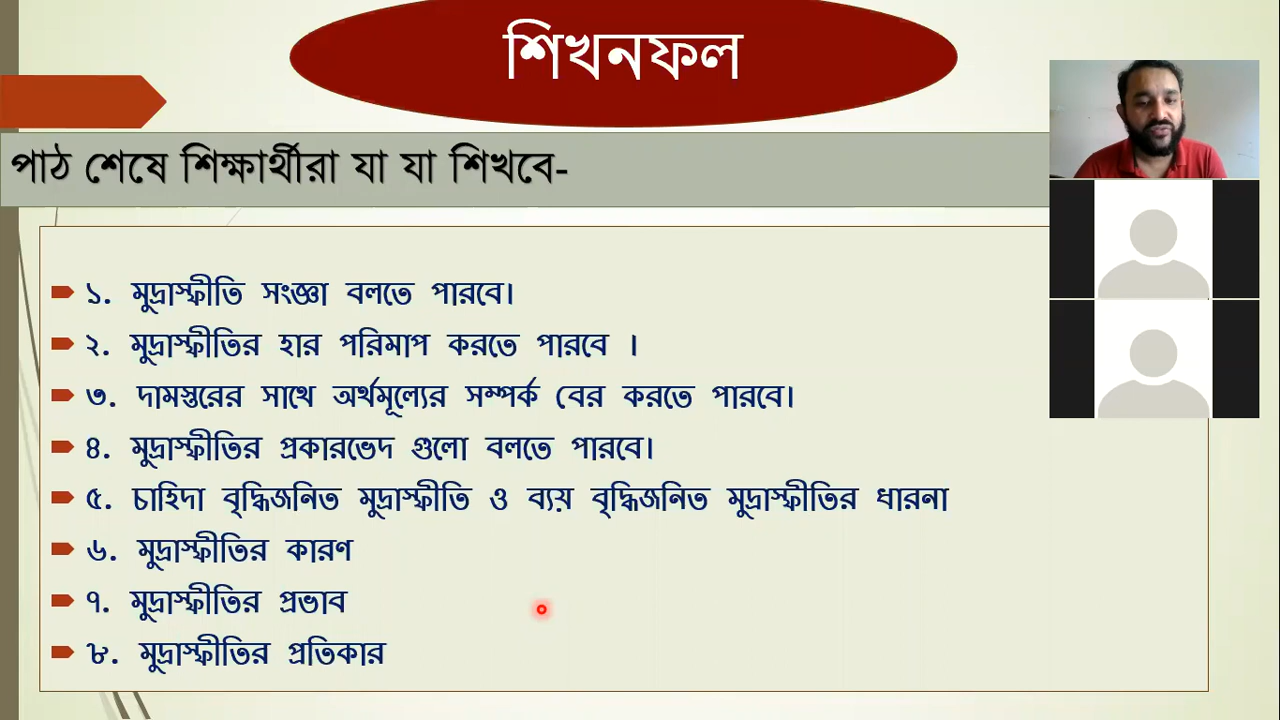 শিখনফল
পাঠ শেষে শিক্ষার্থীরা যা যা শিখবে-
১. মুদ্রাস্ফীতি সংজ্ঞা বলতে পারবে।
২. মুদ্রাস্ফীতির হার পরিমাপ করতে পারবে ।
৩. দামস্তরের সাথে অর্থমূল্যের সম্পর্ক বের করতে পারবে।
৪. মুদ্রাস্ফীতির প্রকারভেদ গুলো বলতে পারবে।
৫. চাহিদা বৃদ্ধিজনিত মুদ্রাস্ফীতি ও ব্যয় বৃদ্ধিজনিত মুদ্রাস্ফীতির ধারনা
৬. মুদ্রাস্ফীতির কারণ
৭. মুদ্রাস্ফীতির প্রভাব
৮. মুদ্রাস্ফীতির প্রতিকার